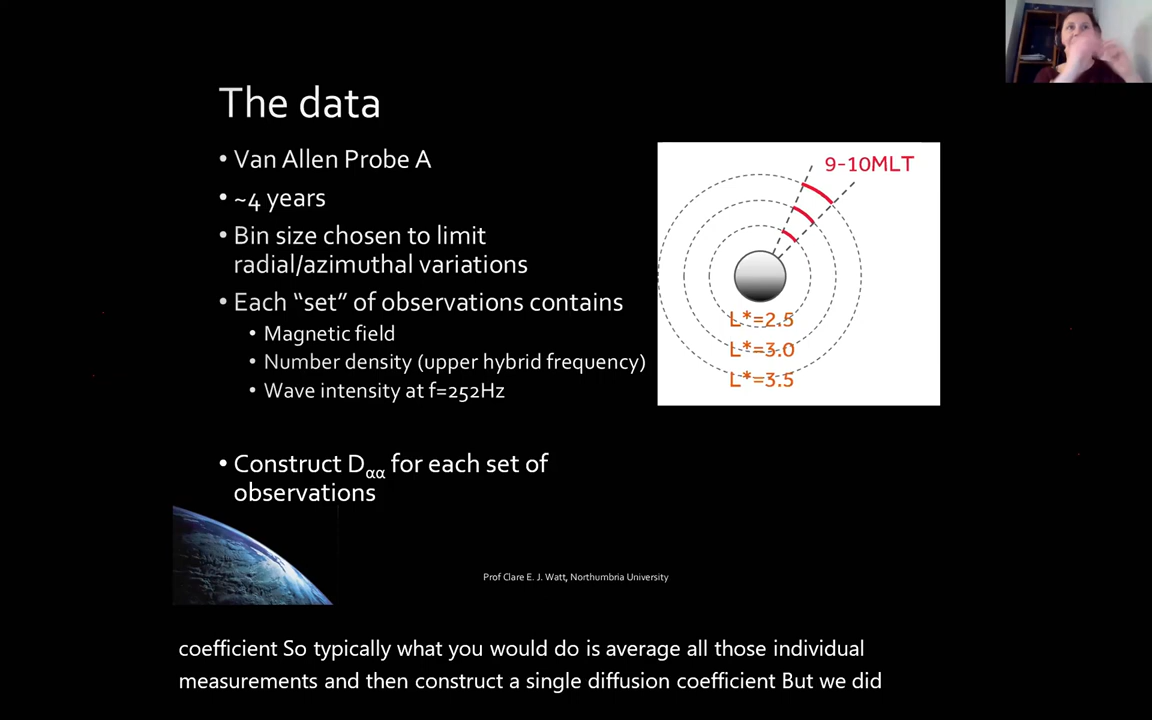 The data
• Van Allen Probe A
• ~4 years
• Bin size chosen to limit
radial/azimuthal variations
• Each “set” of observations contains
• Magnetic field
• Number density (upper hybrid frequency)
• Wave intensity at f=252Hz
• Construct Dαα for each set of
observations
9-10MLT
L*=2.5
L*=3.0
L*=3.5
Prof Clare E. J. Watt, Northumbria University
coefficient So typically what you would do is average all those individual
measurements and then construct a single diffusion coefficient But we did